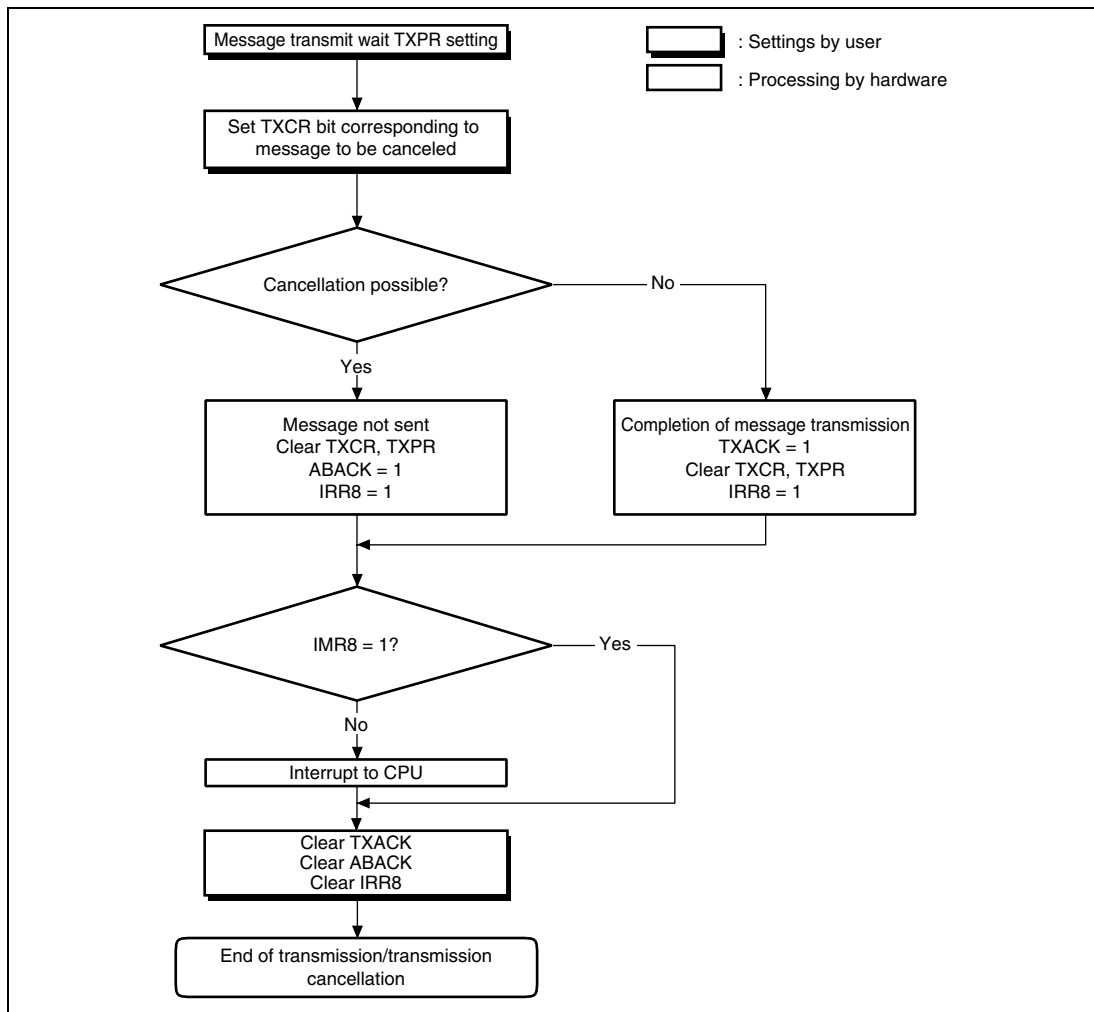 Message transmit wait TXPR setting
: Settings by user
: Processing by hardware
Set TXCR bit corresponding to
message to be canceled
Cancellation possible?
No
Yes
Message not sent
Clear TXCR, TXPR
ABACK = 1
IRR8 = 1
Completion of message transmission
TXACK = 1
Clear TXCR, TXPR
IRR8 = 1
IMR8 = 1?
Yes
No
Interrupt to CPU
Clear TXACK
Clear ABACK
Clear IRR8
End of transmission/transmission
cancellation